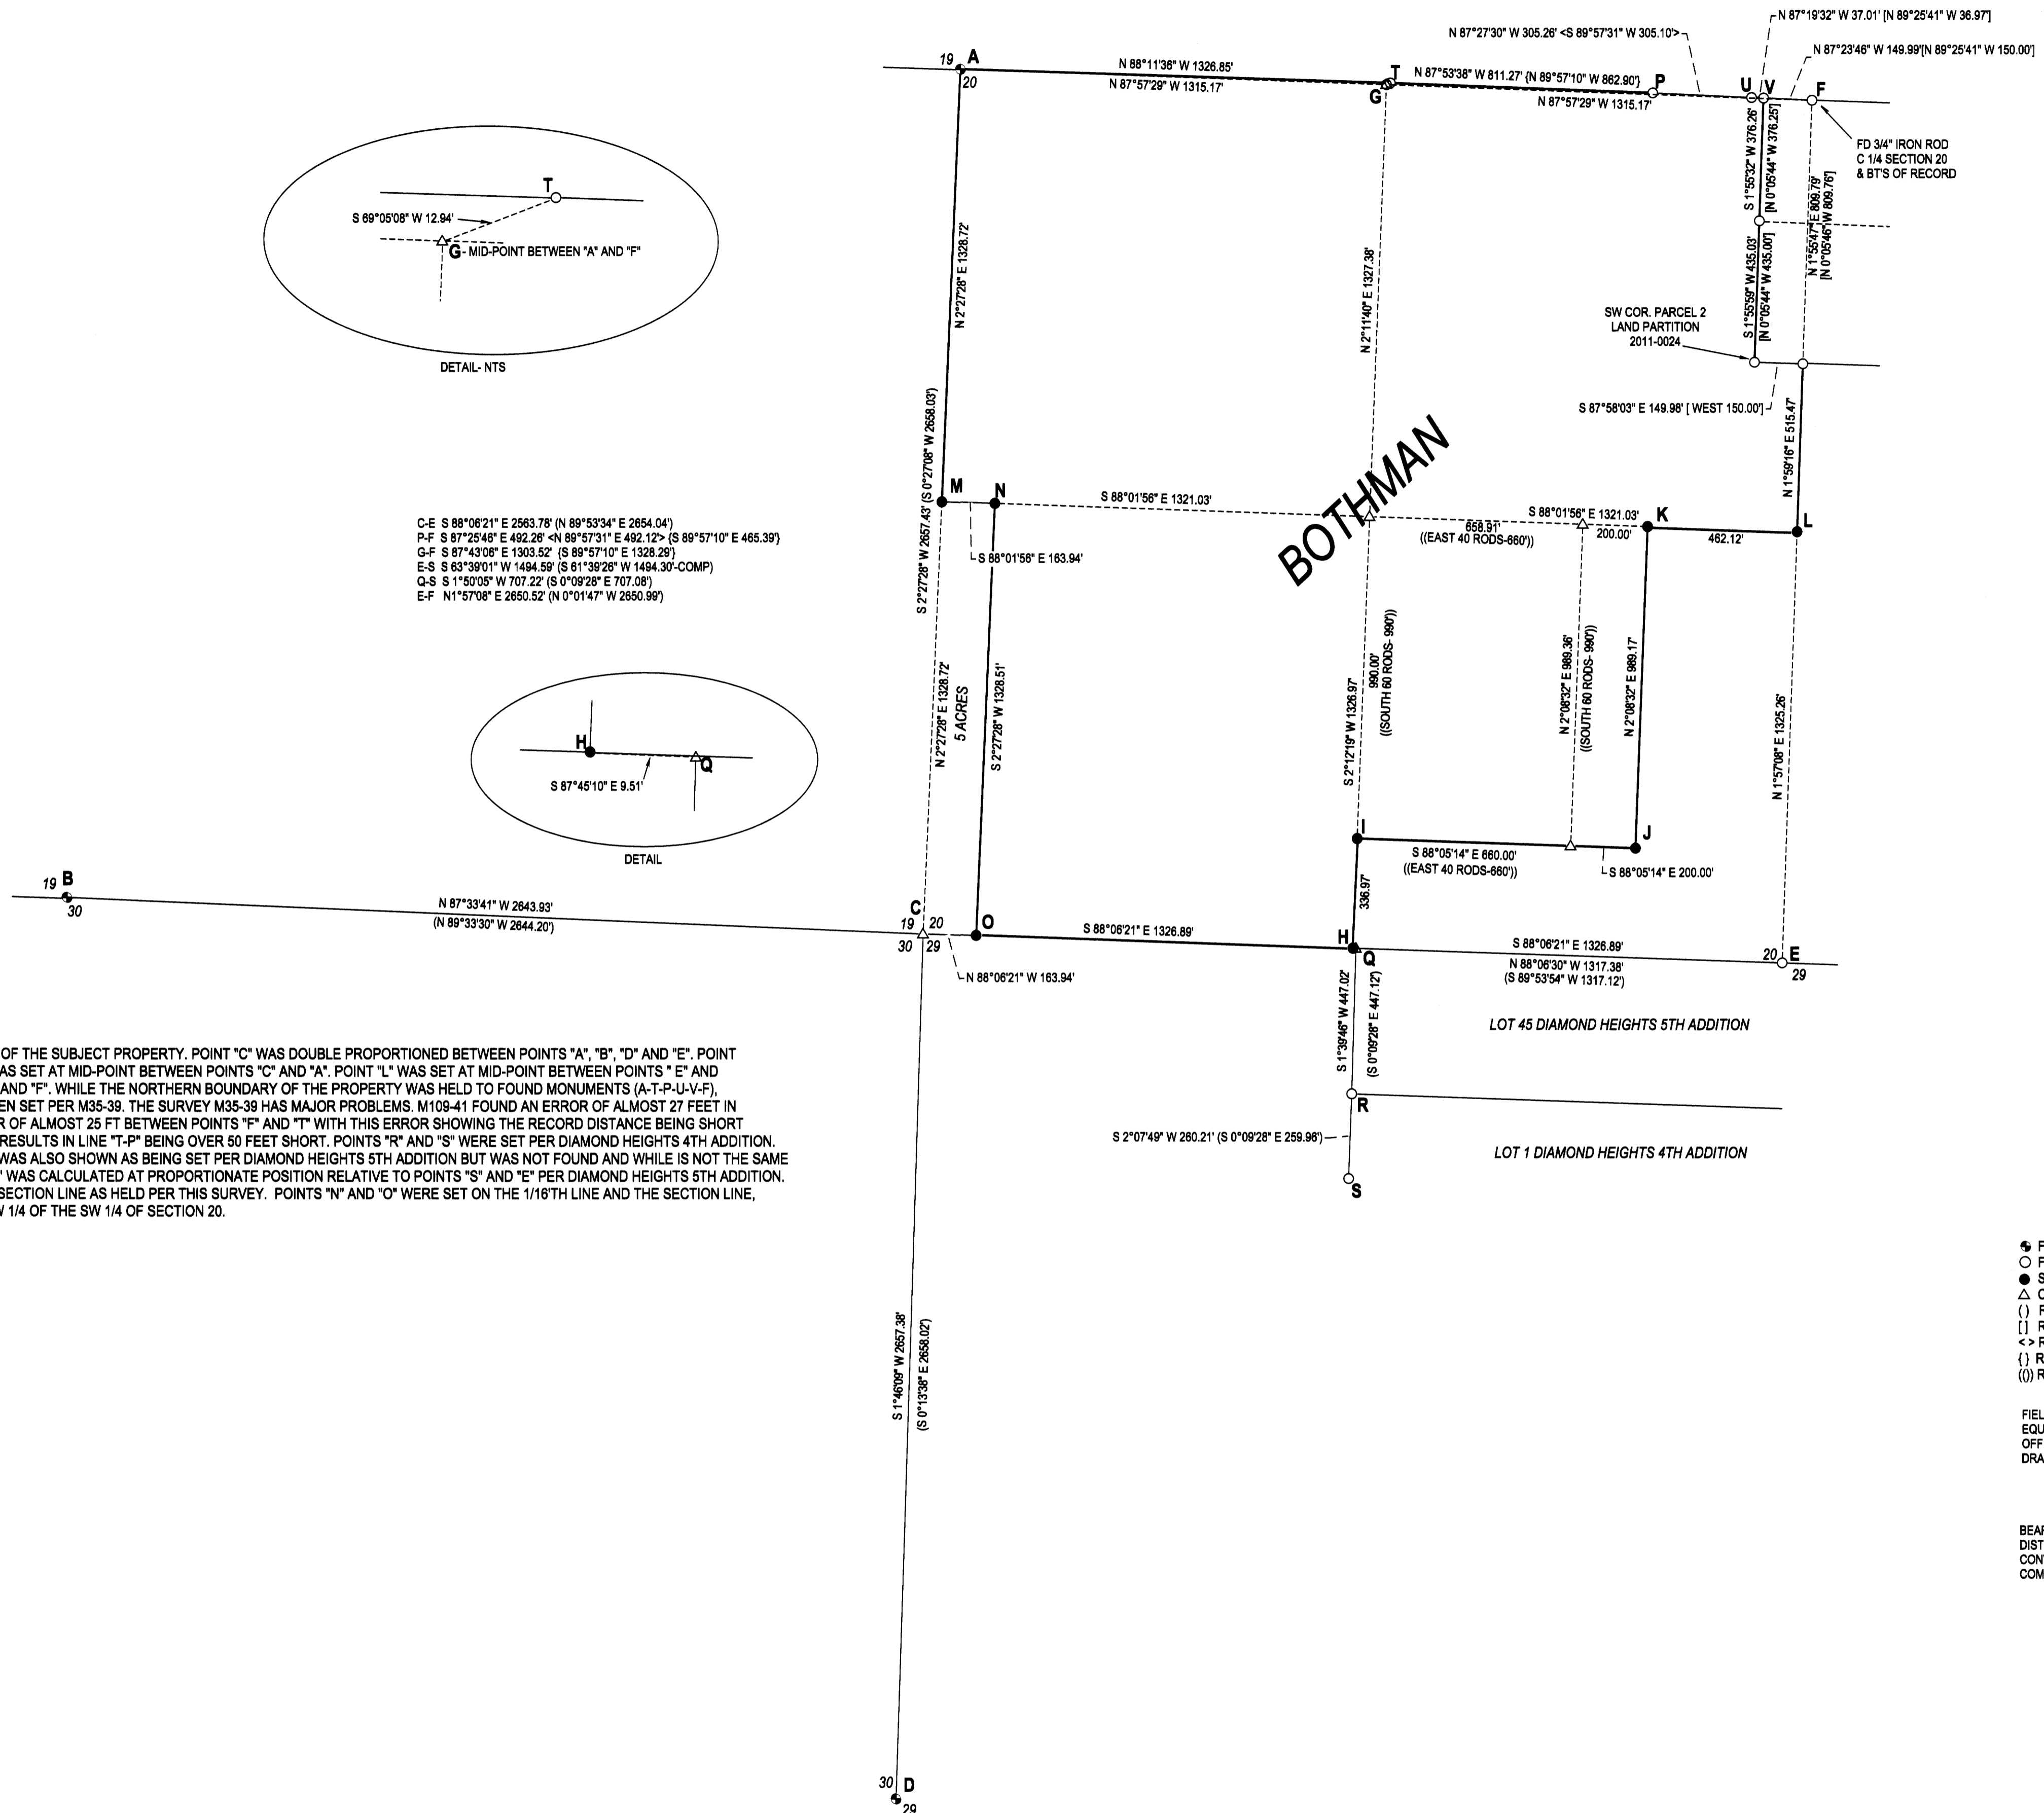 N 87°19'32" W 37.01' [N 89°25'41" W 36.97']
N 87°27'30" W 305.26' <S 89°57'31" W 305.10'>
N 87°23'46" W 149.99'[N 89°25'41" W 150.00']
19 A
20
N 88°11'36" W 1326.85'
N 87°57'29" W 1315.17'
T
G
N 87°53'38" W 811.27' {N 89°57'10" W 862.90'}
N 87°57'29" W 1315.17'
P
U V
F
FD 3/4" IRON ROD
C 1/4 SECTION 20
& BT'S OF RECORD
S 1°55'32" W 376.26'
[N 0°05'44" W 376.25']
N 1°55'47" E 809.79'
[N 0°05'46" W 809.76']
S 1°55'59" W 435.03'
[N 0°05'44" W 435.00']
SW COR. PARCEL 2
LAND PARTITION
2011-0024
S 87°58'03" E 149.98' [ WEST 150.00']
N 1°59'16" E 515.47'
T
S 69°05'08" W 12.94'
G - MID-POINT BETWEEN "A" AND "F"
DETAIL- NTS
N 2°27'28" E 1328.72'
N 2°11'40" E 1327.38'
S 2°27'28" W 2657.43' (S 0°27'08" W 2658.03')
BOTHMAN
M
N
S 88°01'56" E 1321.03'
S 88°01'56" E 163.94'
S 88°01'56" E 1321.03'
658.91'
((EAST 40 RODS-660'))
200.00'
K
462.12'
L
C-E S 88°06'21" E 2563.78' (N 89°53'34" E 2654.04')
P-F S 87°25'46" E 492.26' <N 89°57'31" E 492.12'> {S 89°57'10" E 465.39'}
G-F S 87°43'06" E 1303.52' {S 89°57'10" E 1328.29'}
E-S S 63°39'01" W 1494.59' (S 61°39'26" W 1494.30'-COMP)
Q-S S 1°50'05" W 707.22' (S 0°09'28" E 707.08')
E-F N1°57'08" E 2650.52' (N 0°01'47" W 2650.99')
H
Q
S 87°45'10" E 9.51'
DETAIL
N 2°27'28" E 1328.72'
5 ACRES
S 2°27'28" W 1328.51'
S 2°12'19" W 1326.97'
990.00'
((SOUTH 60 RODS- 990'))
N 2°08'32" E 989.36'
((SOUTH 60 RODS- 990'))
N 2°08'32" E 989.17'
N 1°57'08" E 1325.26'
I
J
S 88°05'14" E 660.00'
((EAST 40 RODS-660'))
S 88°05'14" E 200.00'
336.97'
19 B
30
N 87°33'41" W 2643.93'
(N 89°33'30" W 2644.20')
C
19 20
30 29
O
N 88°06'21" W 163.94'
S 88°06'21" E 1326.89'
H
Q
S 88°06'21" E 1326.89'
N 88°06'30" W 1317.38'
(S 89°53'54" W 1317.12')
20 E
29
S 1°39'46" W 447.02'
(S 0°09'28" E 447.12')
LOT 45 DIAMOND HEIGHTS 5TH ADDITION
R
S 2°07'49" W 260.21' (S 0°09'28" E 259.96')
LOT 1 DIAMOND HEIGHTS 4TH ADDITION
S
OF THE SUBJECT PROPERTY. POINT "C" WAS DOUBLE PROPORTIONED BETWEEN POINTS "A", "B", "D" AND "E". POINT
AS SET AT MID-POINT BETWEEN POINTS "C" AND "A". POINT "L" WAS SET AT MID-POINT BETWEEN POINTS " E" AND
AND "F". WHILE THE NORTHERN BOUNDARY OF THE PROPERTY WAS HELD TO FOUND MONUMENTS (A-T-P-U-V-F),
EN SET PER M35-39. THE SURVEY M35-39 HAS MAJOR PROBLEMS. M109-41 FOUND AN ERROR OF ALMOST 27 FEET IN
R OF ALMOST 25 FT BETWEEN POINTS "F" AND "T" WITH THIS ERROR SHOWING THE RECORD DISTANCE BEING SHORT
RESULTS IN LINE "T-P" BEING OVER 50 FEET SHORT. POINTS "R" AND "S" WERE SET PER DIAMOND HEIGHTS 4TH ADDITION.
WAS ALSO SHOWN AS BEING SET PER DIAMOND HEIGHTS 5TH ADDITION BUT WAS NOT FOUND AND WHILE IS NOT THE SAME
" WAS CALCULATED AT PROPORTIONATE POSITION RELATIVE TO POINTS "S" AND "E" PER DIAMOND HEIGHTS 5TH ADDITION.
SECTION LINE AS HELD PER THIS SURVEY. POINTS "N" AND "O" WERE SET ON THE 1/16'TH LINE AND THE SECTION LINE,
1/4 OF THE SW 1/4 OF SECTION 20.
S 1°46'09" W 2657.38'
(S 0°13'38" E 2658.02')
30 D
29
F
F
S
( ) R
[ ] R
< > R
{ } R
(()) R
FIEL
EQU
OFF
DRA
BEA
DIST
CON
COM